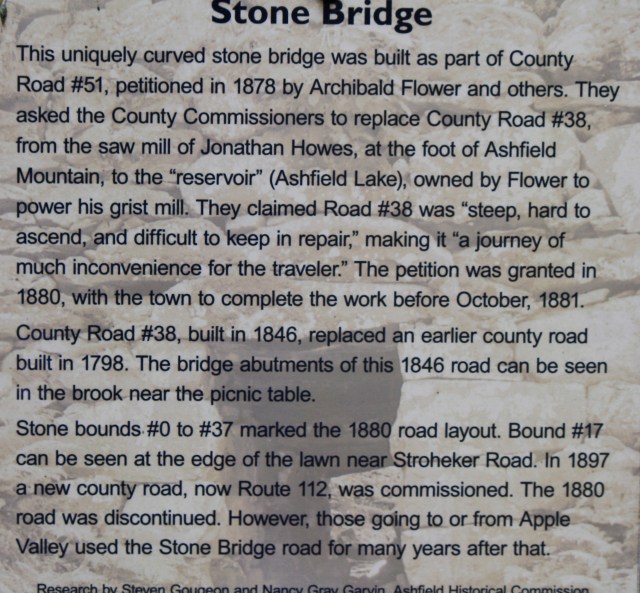 Stone Bridge
This uniquely curved stone bridge was built as part of County
Road #51, petitioned in 1878 by Archibald Flower and others. They
asked the County Commissioners to replace County Road #38,
from the saw mill of Jonathan Howes, at the foot of Ashfield
Mountain, to the “reservoir” (Ashfield Lake), owned by Flower to
power his grist mill. They claimed Road #38 was “steep, hard to
ascend, and difficult to keep in repair,” making it “a journey of
much inconvenience for the traveler.” The petition was granted in
1880, with the town to complete the work before October, 1881.
County Road #38, built in 1846, replaced an earlier county road
built in 1798. The bridge abutments of this 1846 road can be seen
in the brook near the picnic table.
Stone bounds #0 to #37 marked the 1880 road layout. Bound #17
can be seen at the edge of the lawn near Stroheker Road. In 1897
a new county road, now Route 112, was commissioned. The 1880
road was discontinued. However, those going to or from Apple
Valley used the Stone Bridge road for many years after that.
Research by Steven Gougeon and Nancy Gray Garvin, Ashfield Historical Commission